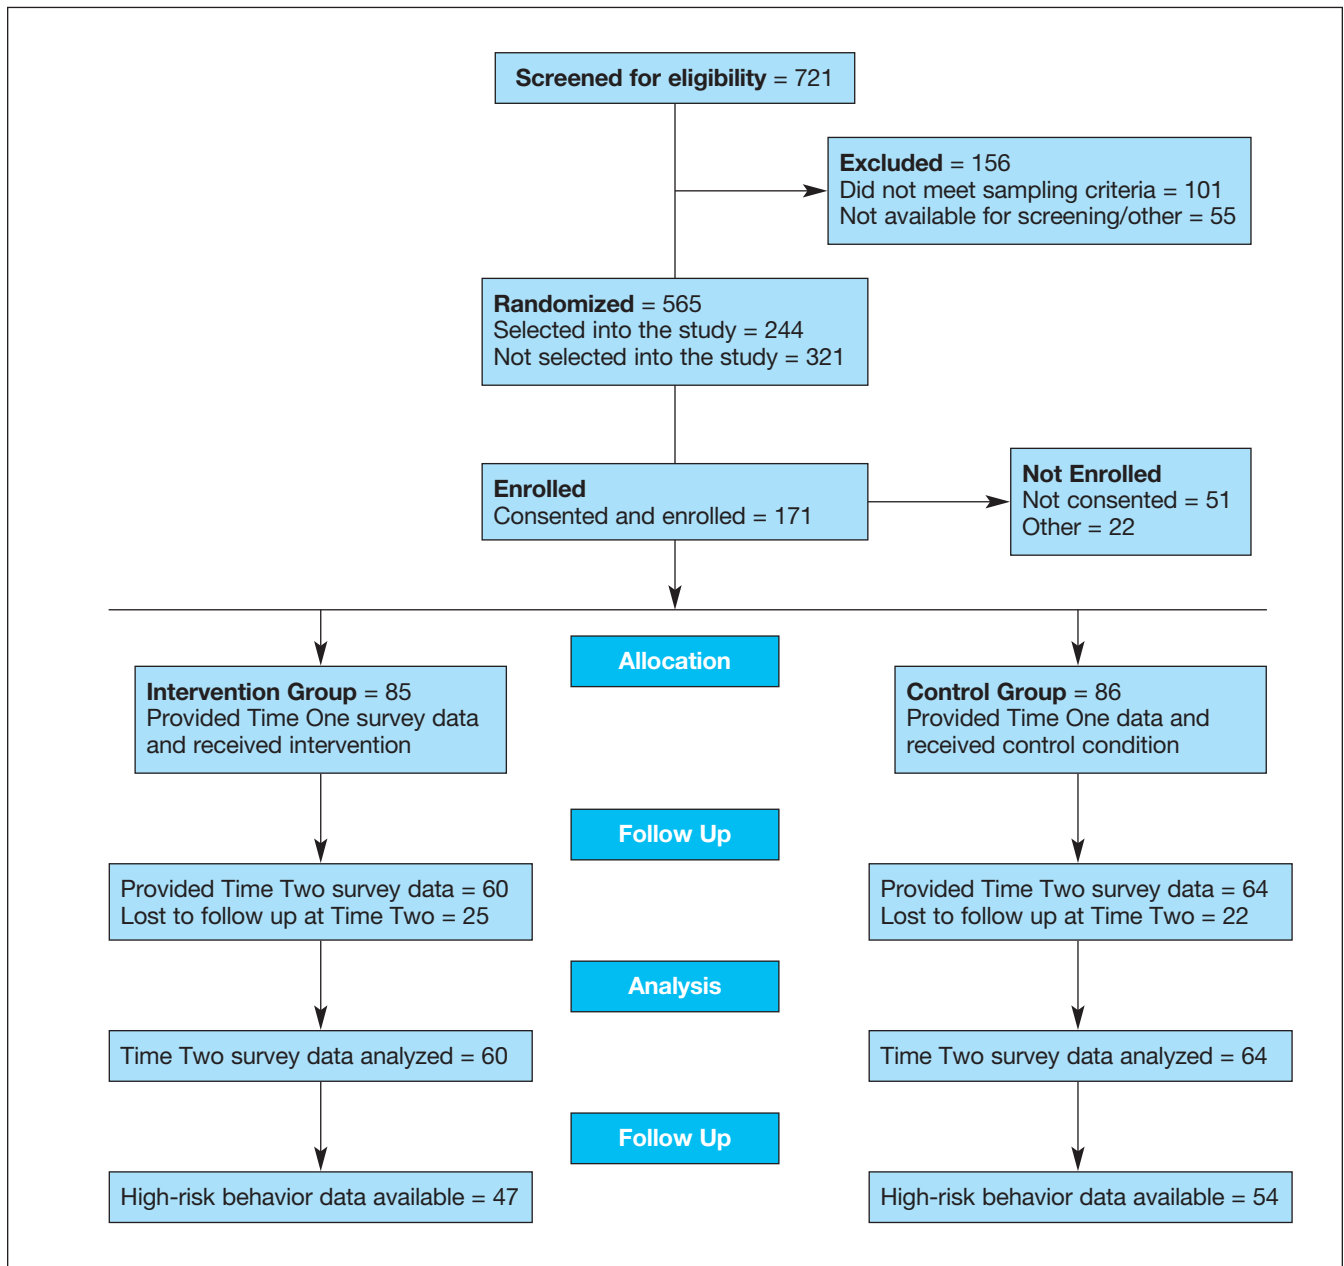 Screened for eligibility = 721
Excluded = 156
Did not meet sampling criteria = 101
Not available for screening/other = 55
Randomized = 565
Selected into the study = 244
Not selected into the study = 321
Enrolled
Consented and enrolled = 171
Not Enrolled
Not consented = 51
Other = 22
Allocation
Intervention Group = 85
Provided Time One survey data
and received intervention
Control Group = 86
Provided Time One data and
received control condition
Follow Up
Provided Time Two survey data = 60
Lost to follow up at Time Two = 25
Provided Time Two survey data = 64
Lost to follow up at Time Two = 22
Analysis
Time Two survey data analyzed = 60
Time Two survey data analyzed = 64
Follow Up
High-risk behavior data available = 47
High-risk behavior data available = 54